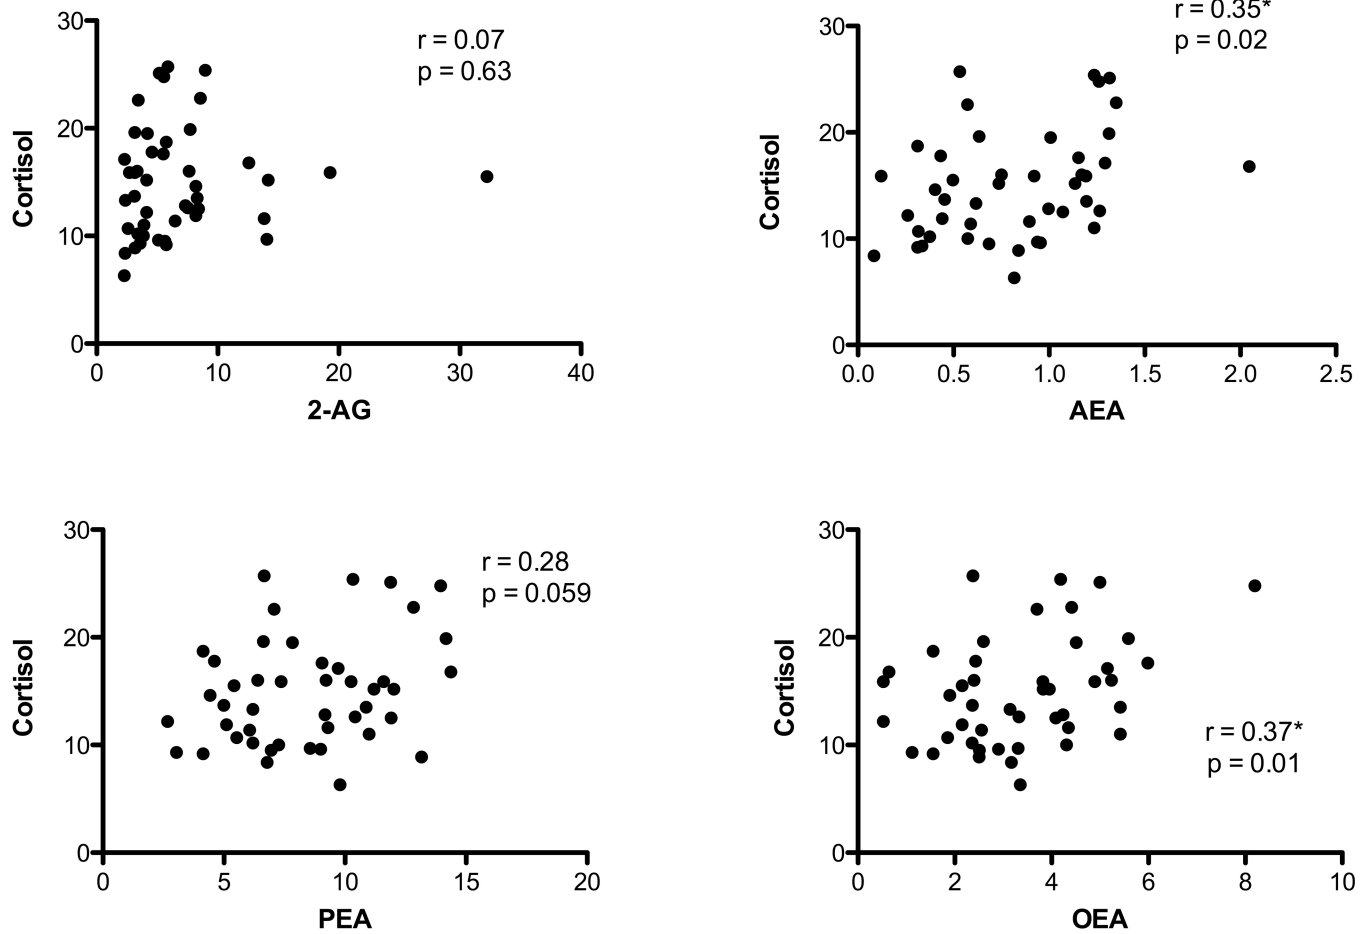 30
20
10
0
Cortisol
r = 0.07
p = 0.63
0 10 20 30 40
2-AG
30
20
10
0
Cortisol
r = 0.35*
p = 0.02
0.0 0.5 1.0 1.5 2.0 2.5
AEA
30
20
10
0
Cortisol
r = 0.28
p = 0.059
0 5 10 15 20
PEA
30
20
10
0
Cortisol
r = 0.37*
p = 0.01
0 2 4 6 8 10
OEA